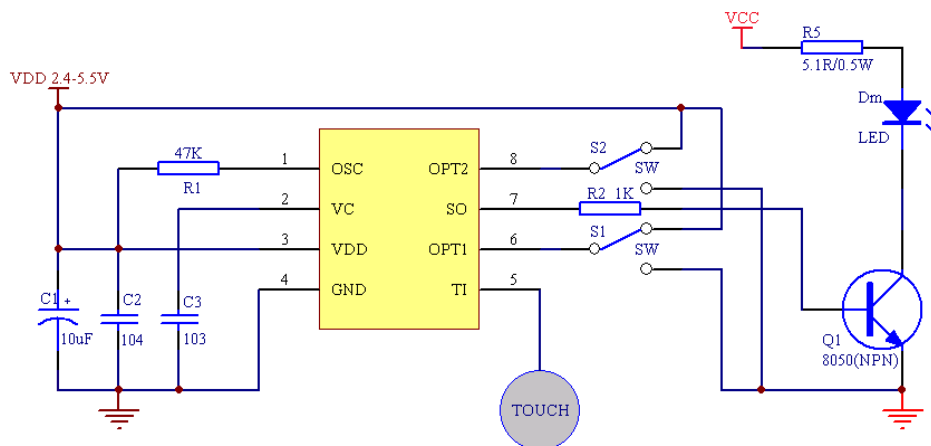 VCC
R5
5.1R/0.5W
VDD 2.4-5.5V
Dm
LED
47K
R1
1
OSC
OPT2
8
S2
SW
2
VC
SO
7
R2 1K
3
VDD
OPT1
6
S1
SW
4
GND
TI
5
C1 +
10uF
C2
104
C3
103
Q1
8050(NPN)
TOUCH